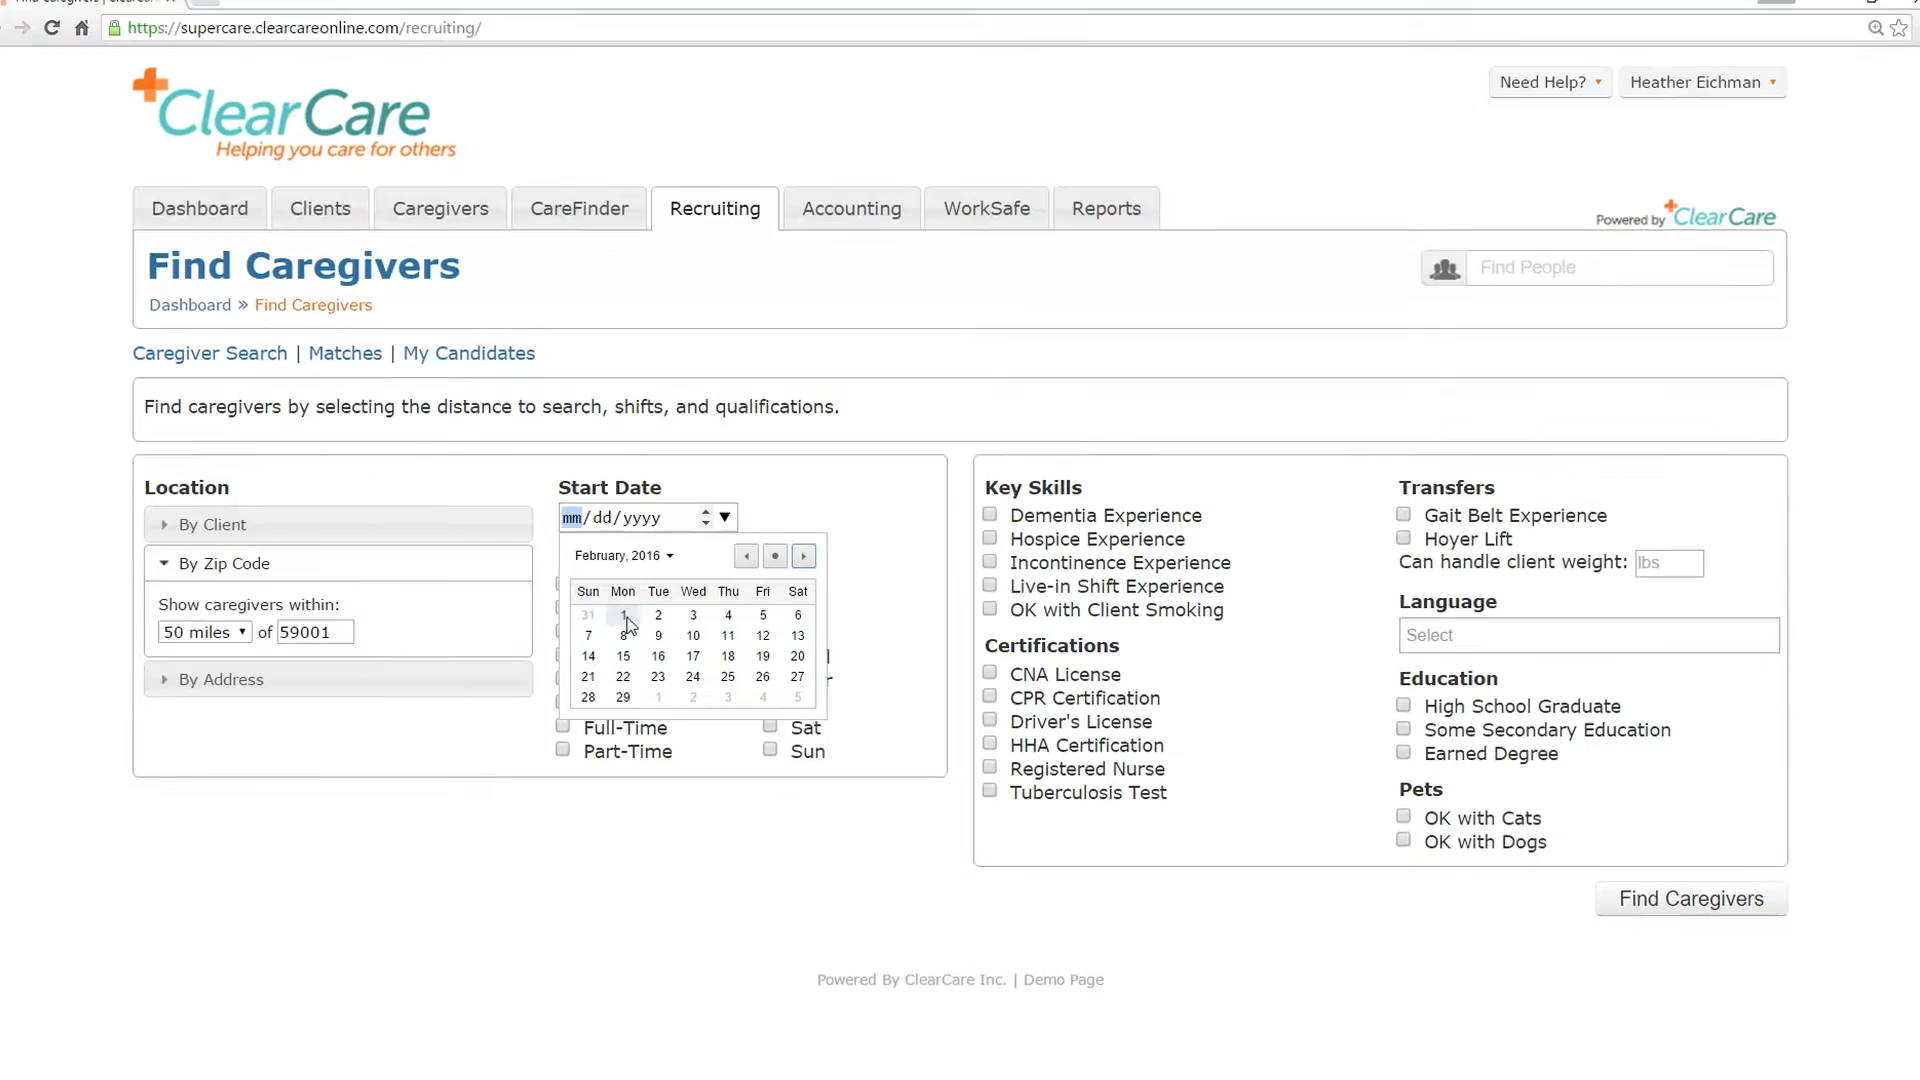 https://supercare.clearcareonline.com/recruiting/
ClearCare
Helping you care for others
Need Help?
Heather Eichman
Dashboard
Clients
Caregivers
CareFinder
Recruiting
Accounting
WorkSafe
Reports
Powered by ClearCare
Find Caregivers
Find People
Dashboard » Find Caregivers
Caregiver Search | Matches | My Candidates
Find caregivers by selecting the distance to search, shifts, and qualifications.
Location
By Client
By Zip Code
Show caregivers within:
50 miles of 59001
By Address
Start Date
mm/dd/yyyy
February, 2016
Sun Mon Tue Wed Thu Fri Sat
31 1 2 3 4 5 6
7 8 9 10 11 12 13
14 15 16 17 18 19 20
21 22 23 24 25 26 27
28 29 1 2 3 4 5
Full-Time
Part-Time
Sat
Sun
Key Skills
Dementia Experience
Hospice Experience
Incontinence Experience
Live-in Shift Experience
OK with Client Smoking
Certifications
CNA License
CPR Certification
Driver's License
HHA Certification
Registered Nurse
Tuberculosis Test
Transfers
Gait Belt Experience
Hoyer Lift
Can handle client weight: lbs
Language
Select
Education
High School Graduate
Some Secondary Education
Earned Degree
Pets
OK with Cats
OK with Dogs
Find Caregivers
Powered By ClearCare Inc. | Demo Page